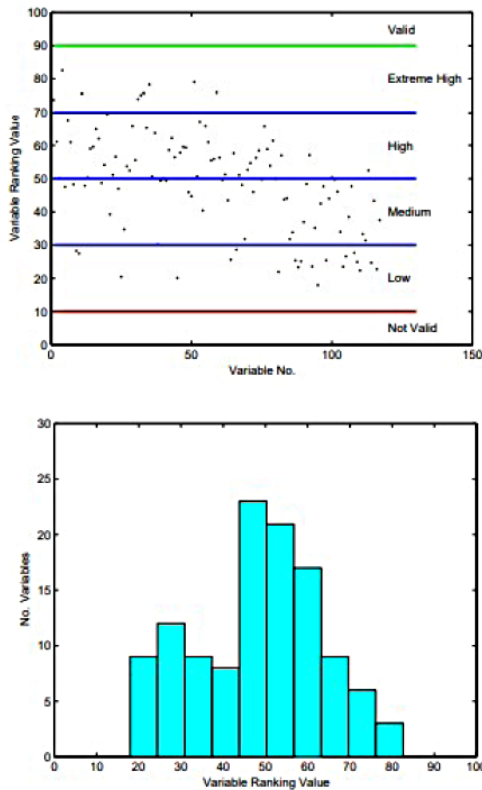 100
90
80
70
60
50
40
30
20
10
0
Variable Ranking Value
Valid
Extreme High
High
Medium
Low
Not Valid
0 50 100 150
Variable No.
30
25
20
15
10
5
0
No. Variables
0 10 20 30 40 50 60 70 80 90 100
Variable Ranking Value